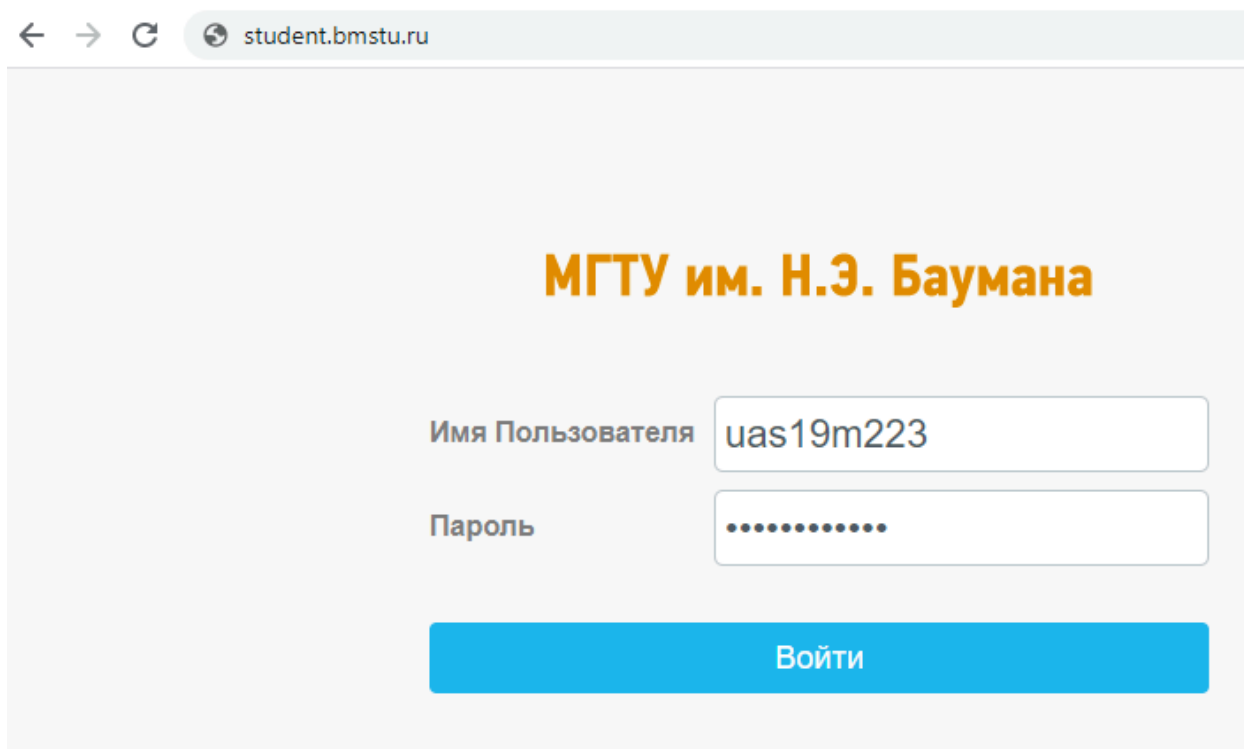 student.bmstu.ru
МГТУ им. Н.Э. Баумана
Имя Пользователя uas19m223
Пароль ••••••••••••
Войти